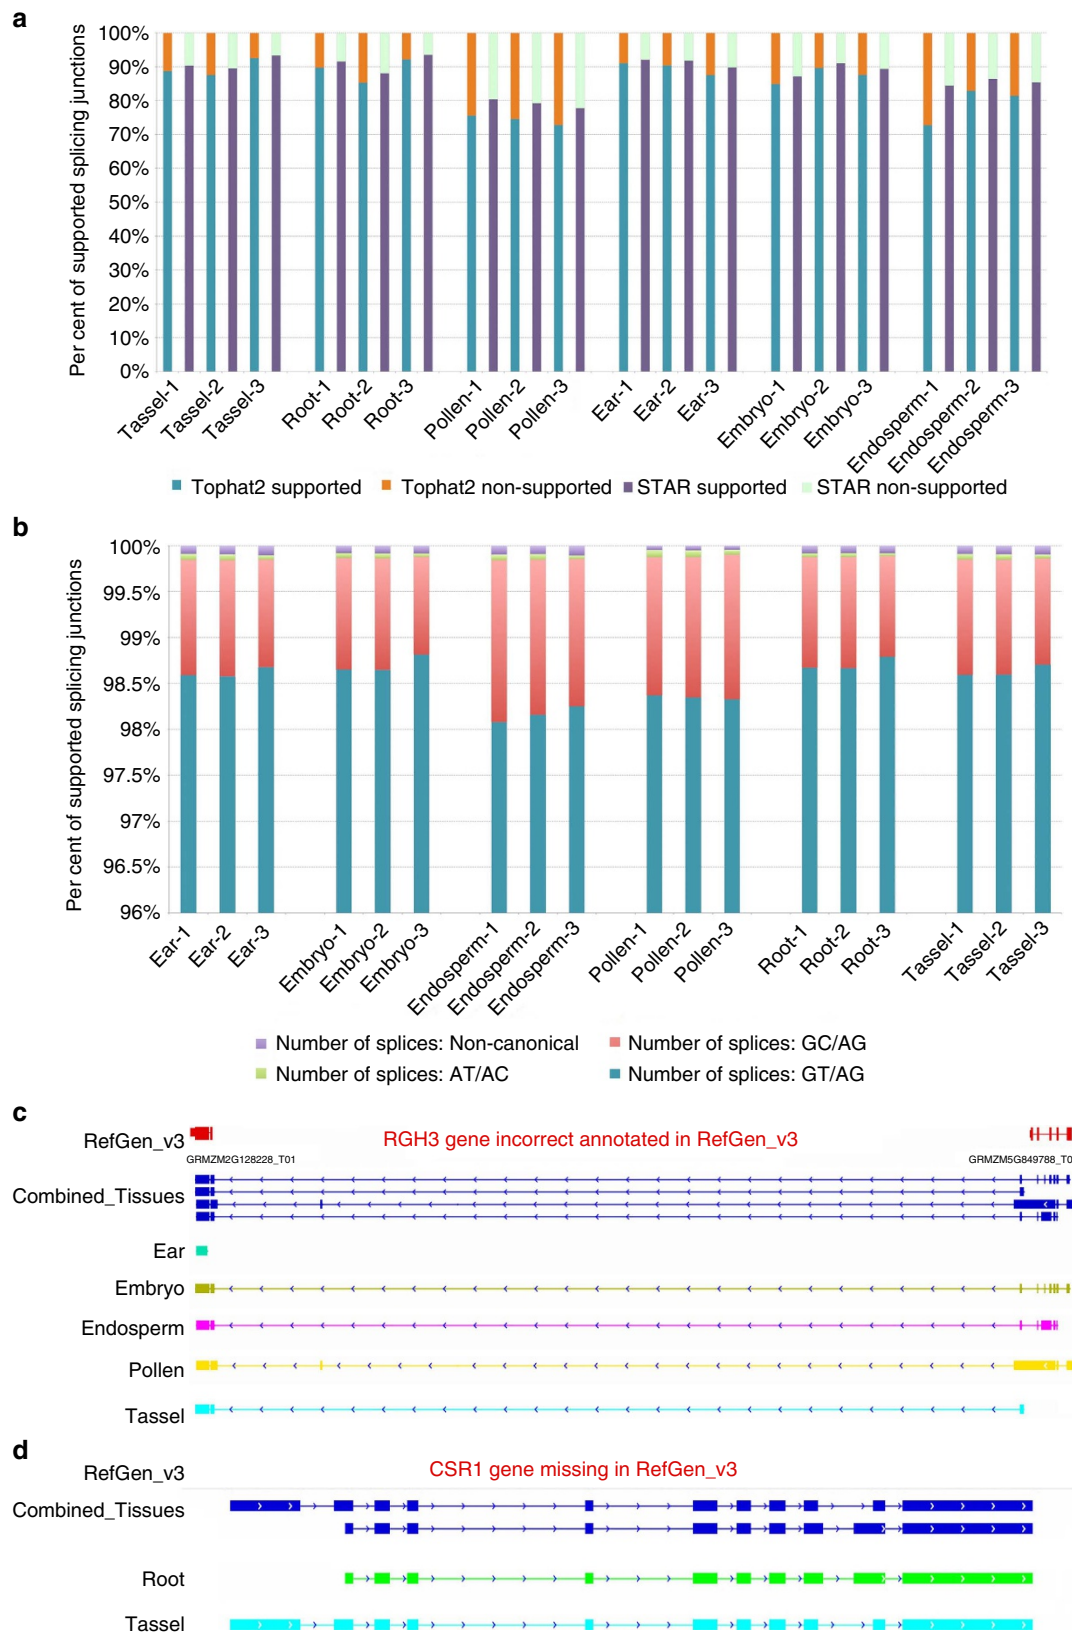 a
Per cent of supported splicing junctions
100%
90%
80%
70%
60%
50%
40%
30%
20%
10%
0%
Tassel-1
Tassel-2
Tassel-3
Root-1
Root-2
Root-3
Pollen-1
Pollen-2
Pollen-3
Ear-1
Ear-2
Ear-3
Embryo-1
Embryo-2
Embryo-3
Endosperm-1
Endosperm-2
Endosperm-3
Tophat2 supported Tophat2 non-supported STAR supported STAR non-supported
b
Per cent of supported splicing junctions
100%
99.5%
99%
98.5%
98%
97.5%
97%
96.5%
96%
Ear-1
Ear-2
Ear-3
Embryo-1
Embryo-2
Embryo-3
Endosperm-1
Endosperm-2
Endosperm-3
Pollen-1
Pollen-2
Pollen-3
Root-1
Root-2
Root-3
Tassel-1
Tassel-2
Tassel-3
Number of splices: Non-canonical Number of splices: GC/AG
Number of splices: AT/AC Number of splices: GT/AG
c
RefGen_v3 RGH3 gene incorrect annotated in RefGen_v3
GRMZM2G128228_T01 GRMZM5G849788_T0
Combined_Tissues
Ear
Embryo
Endosperm
Pollen
Tassel
d
RefGen_v3 CSR1 gene missing in RefGen_v3
Combined_Tissues
Root
Tassel